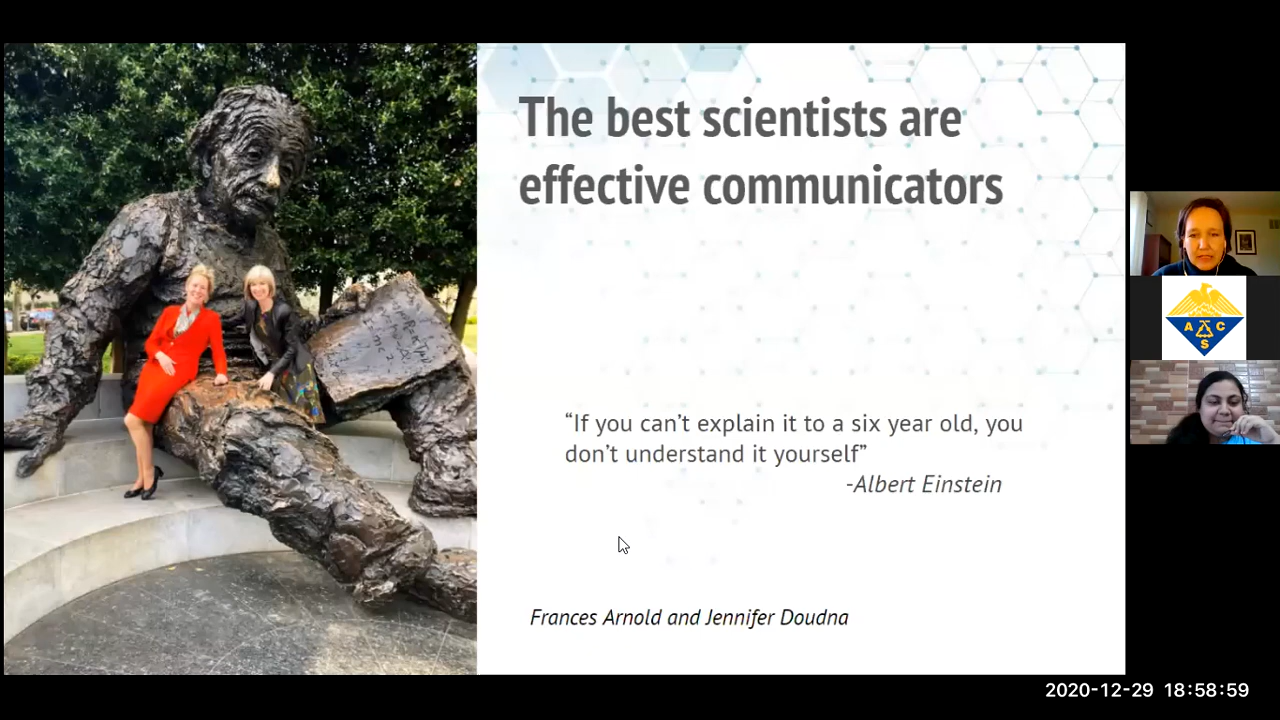 The best scientists are
effective communicators
“If you can’t explain it to a six year old, you
don’t understand it yourself”
-Albert Einstein
Frances Arnold and Jennifer Doudna
A C
S
2020-12-29 18:58:59